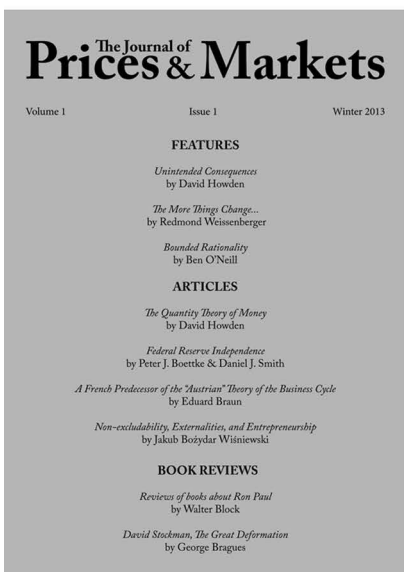 The Journal of
Prices & Markets
Volume 1 Issue 1 Winter 2013
FEATURES
Unintended Consequences
by David Howden
The More Things Change...
by Redmond Weissenberger
Bounded Rationality
by Ben O'Neill
ARTICLES
The Quantity Theory of Money
by David Howden
Federal Reserve Independence
by Peter J. Boettke & Daniel J. Smith
A French Predecessor of the "Austrian" Theory of the Business Cycle
by Eduard Braun
Non-excludability, Externalities, and Entrepreneurship
by Jakub Bożydar Wiśniewski
BOOK REVIEWS
Reviews of books about Ron Paul
by Walter Block
David Stockman, The Great Deformation
by George Bragues